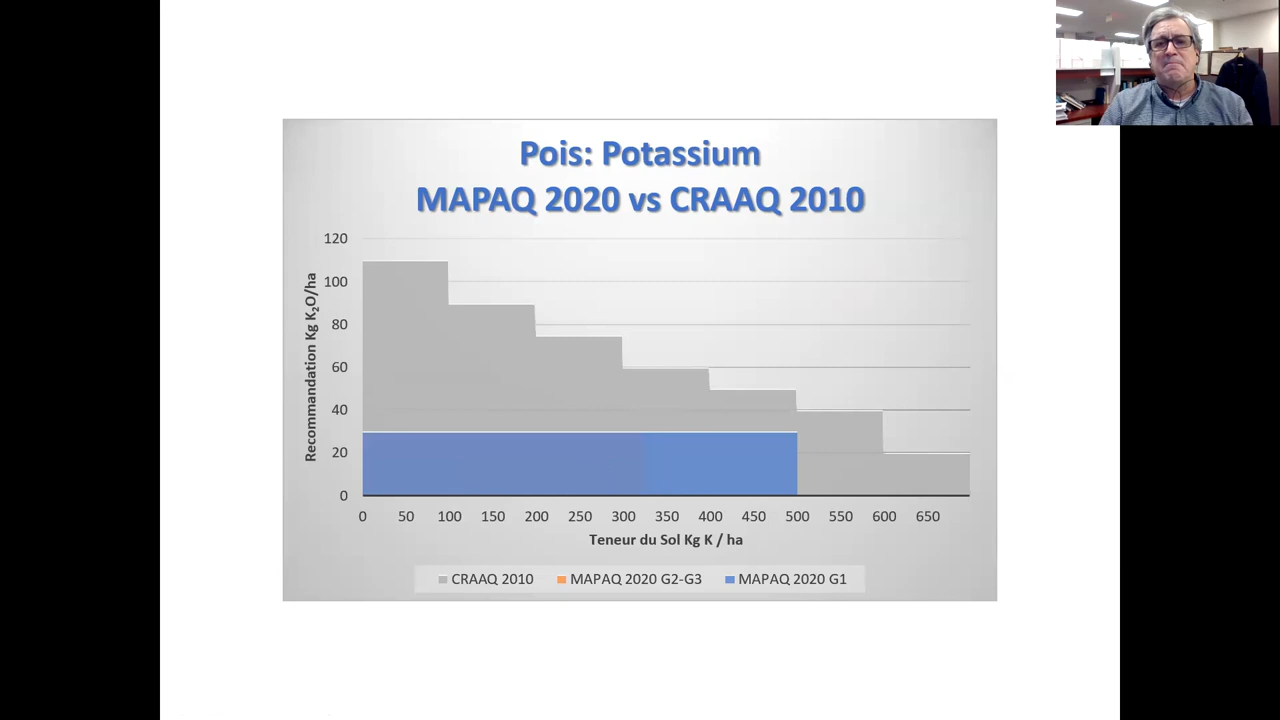 Pois: Potassium
MAPAQ 2020 vs CRAAQ 2010
Recommandation Kg K₂O/ha
120
100
80
60
40
20
0
0 50 100 150 200 250 300 350 400 450 500 550 600 650
Teneur du Sol Kg K / ha
CRAAQ 2010 MAPAQ 2020 G2-G3 MAPAQ 2020 G1